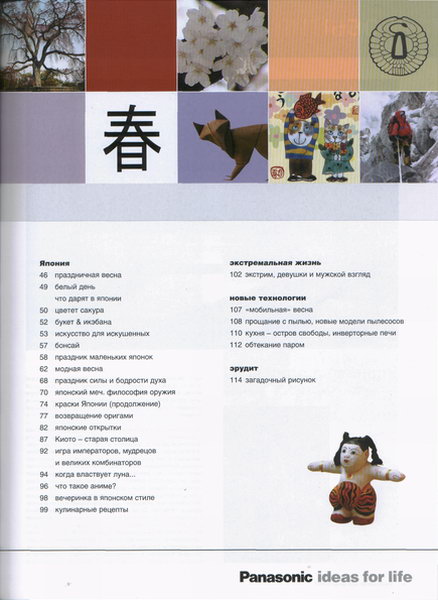 春
Япония
46 праздничная весна
49 белый день
что дарят в японии
50 цветет сакура
52 букет & икэбана
53 искусство для искушенных
57 бонсай
58 праздник маленьких японок
62 модная весна
68 праздник силы и бодрости духа
70 японский меч. философия оружия
74 краски Японии (продолжение)
77 возвращение оригами
82 японские открытки
87 Киото – старая столица
92 игра императоров, мудрецов
и великих комбинаторов
94 когда властвует луна...
96 что такое аниме?
98 вечеринка в японском стиле
99 кулинарные рецепты
экстремальная жизнь
102 экстрим, девушки и мужской взгляд
новые технологии
107 «мобильная» весна
108 прощание с пылью, новые модели пылесосов
110 кухня – остров свободы, инверторные печи
112 обтекание паром
эрудит
114 загадочный рисунок
Panasonic ideas for life